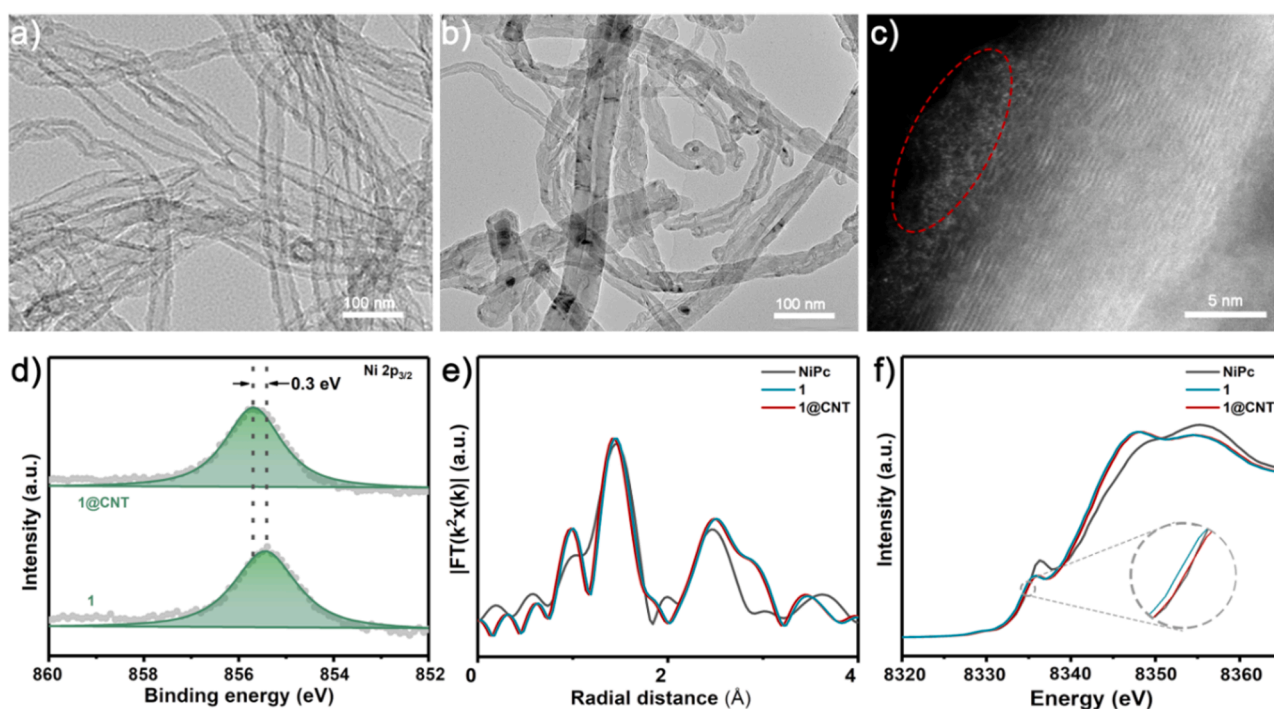 a)
100 nm
b)
100 nm
c)
5 nm
d)
Ni 2p3/2
0.3 eV
1@CNT
1
Intensity (a.u.)
860
858
856
854
852
Binding energy (eV)
e)
NiPc
1
1@CNT
|FT(k²x(k)| (a.u.)
0
2
4
Radial distance (Å)
f)
NiPc
1
1@CNT
Intensity (a.u.)
8320
8330
8340
8350
8360
Energy (eV)